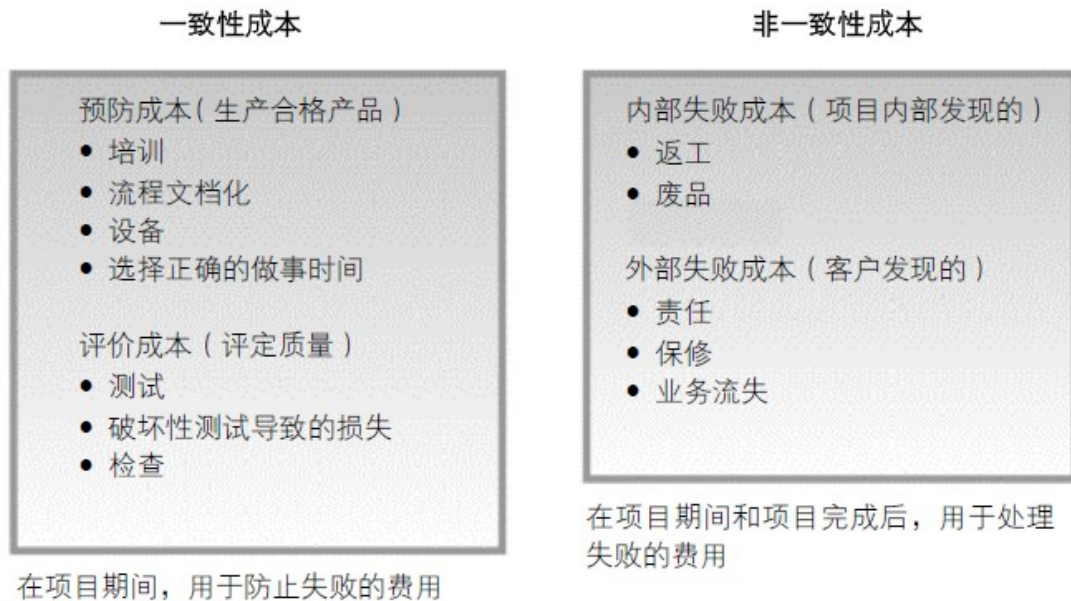 一致性成本
预防成本( 生产合格产品 )
● 培训
● 流程文档化
● 设备
● 选择正确的做事时间
评价成本( 评定质量 )
● 测试
● 破坏性测试导致的损失
● 检查
在项目期间，用于防止失败的费用
非一致性成本
内部失败成本( 项目内部发现的 )
● 返工
● 废品
外部失败成本( 客户发现的 )
● 责任
● 保修
● 业务流失
在项目期间和项目完成后，用于处理
失败的费用